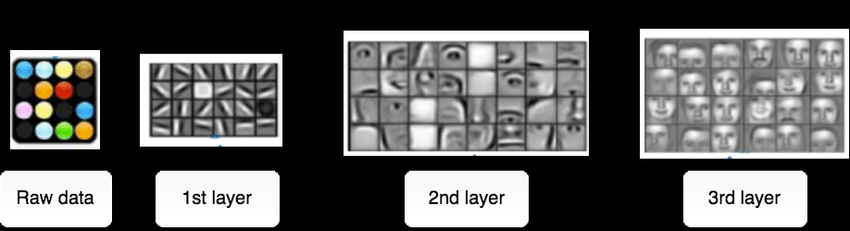 Raw data
1st layer
2nd layer
3rd layer